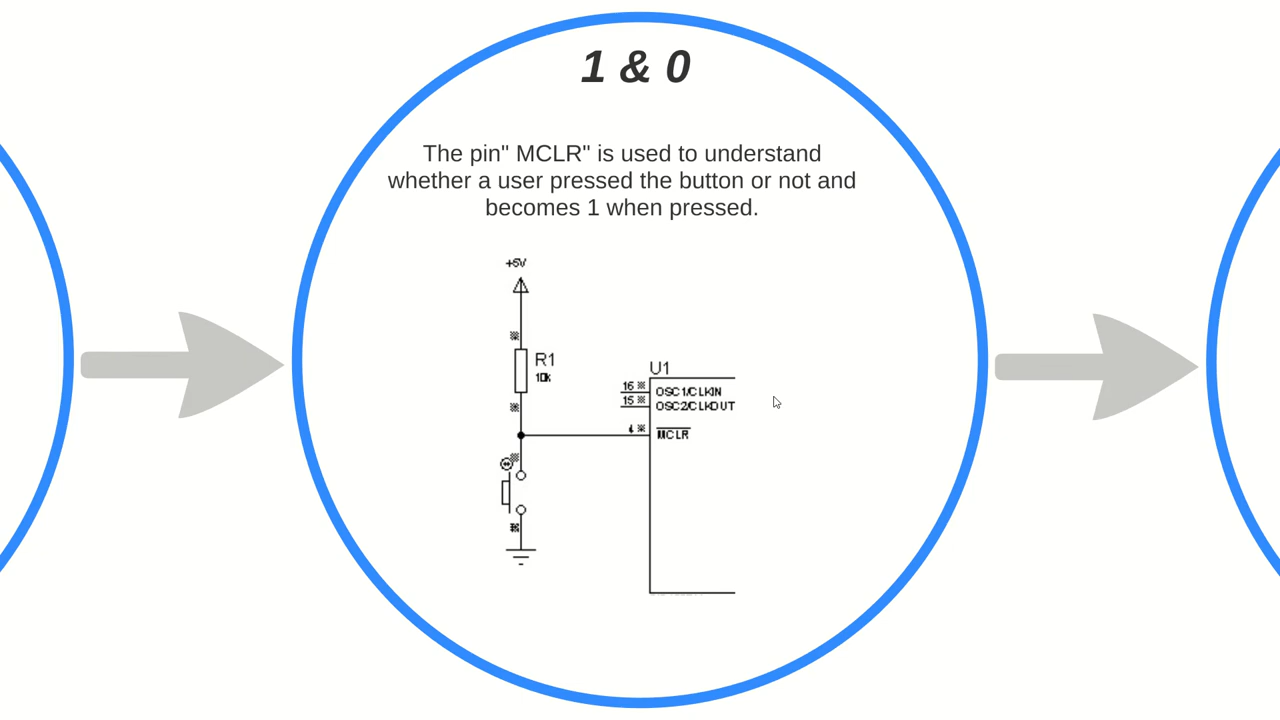 1 & 0
The pin" MCLR" is used to understand
whether a user pressed the button or not and
becomes 1 when pressed.
+5V
R1
10k
U1
16
OSC1/CLKIN
15
OSC2/CLKOUT
4
MCLR